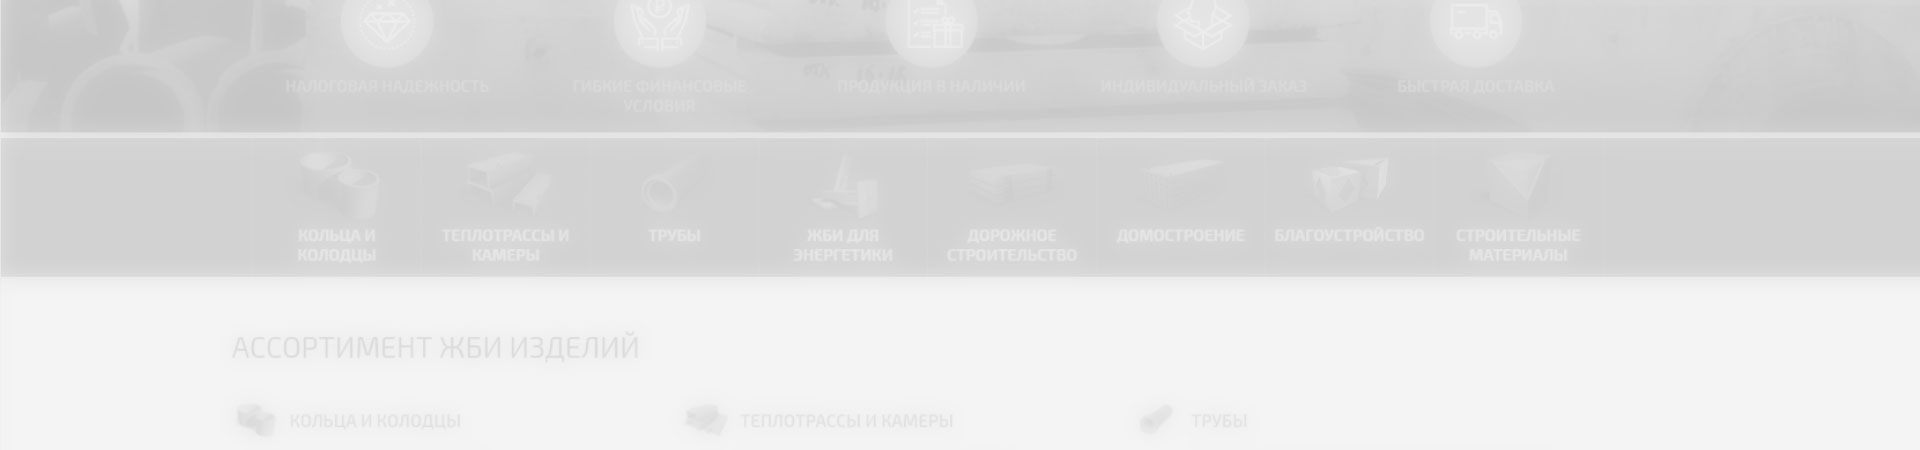 НАЛОГОВАЯ НАДЕЖНОСТЬ
ГИБКИЕ ФИНАНСОВЫЕ
УСЛОВИЯ
ПРОДУКЦИЯ В НАЛИЧИИ
ИНДИВИДУАЛЬНЫЙ ЗАКАЗ
БЫСТРАЯ ДОСТАВКА
КОЛЬЦА И
КОЛОДЦЫ
ТЕПЛОТРАССЫ И
КАМЕРЫ
ТРУБЫ
ЖБИ ДЛЯ
ЭНЕРГЕТИКИ
ДОРОЖНОЕ
СТРОИТЕЛЬСТВО
ДОМОСТРОЕНИЕ
БЛАГОУСТРОЙСТВО
СТРОИТЕЛЬНЫЕ
МАТЕРИАЛЫ
АССОРТИМЕНТ ЖБИ ИЗДЕЛИЙ
КОЛЬЦА И КОЛОДЦЫ
ТЕПЛОТРАССЫ И КАМЕРЫ
ТРУБЫ